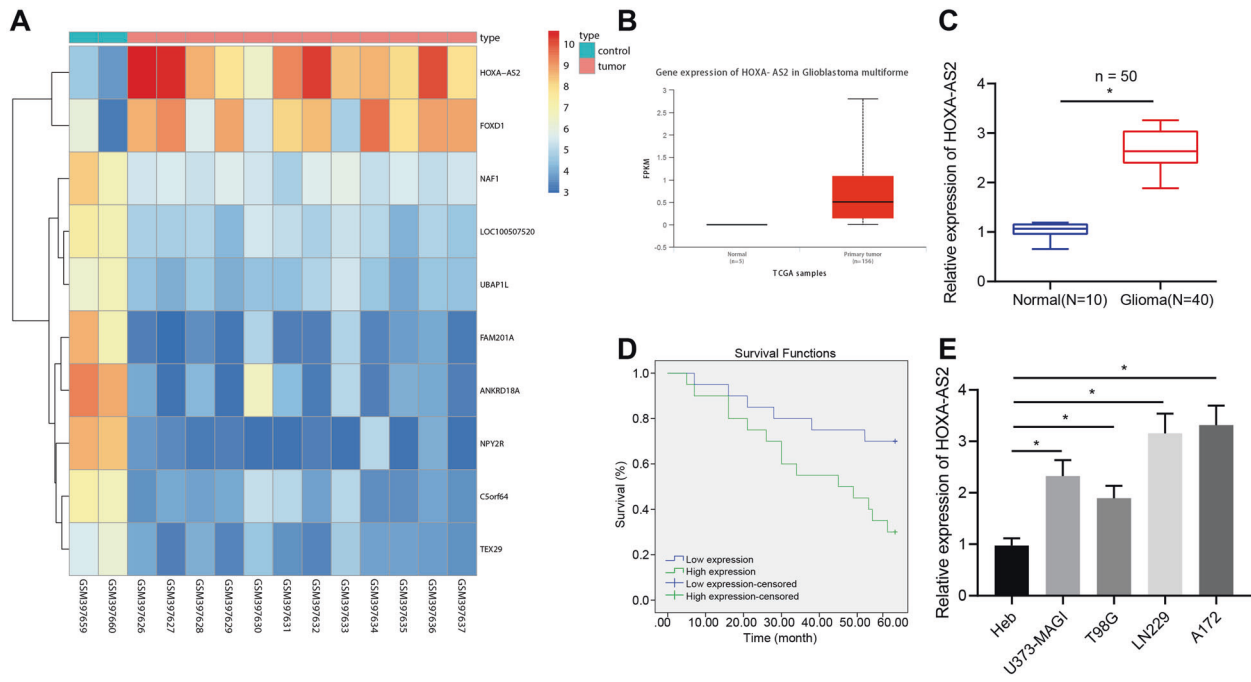 A
type
HOXA-AS2
FOXD1
NAF1
LOC100507520
UBAP1L
FAM201A
ANKRD18A
NPY2R
C5orf64
TEX29
GSM397659
GSM397660
GSM397626
GSM397627
GSM397628
GSM397629
GSM397630
GSM397631
GSM397632
GSM397633
GSM397634
GSM397635
GSM397636
GSM397637
10
9
8
7
6
5
4
3
type
control
tumor
B
Gene expression of HOXA- AS2 in Glioblastoma multiforme
FPKM
3
2.5
2
1.5
1
0.5
0
-0.5
Normal
(n=5)
Primary tumor
(n=156)
TCGA samples
C
Relative expression of HOXA-AS2
4
3
2
1
0
n = 50
*
Normal(N=10)
Glioma(N=40)
D
Survival Functions
Survival (%)
1.0
0.8
0.6
0.4
0.2
0.0
Low expression
High expression
Low expression-censored
High expression-censored
.00
10.00
20.00
30.00
40.00
50.00
60.00
Time (month)
E
Relative expression of HOXA-AS2
4
3
2
1
0
*
*
*
*
Heb
U373-MAGI
T98G
LN229
A172